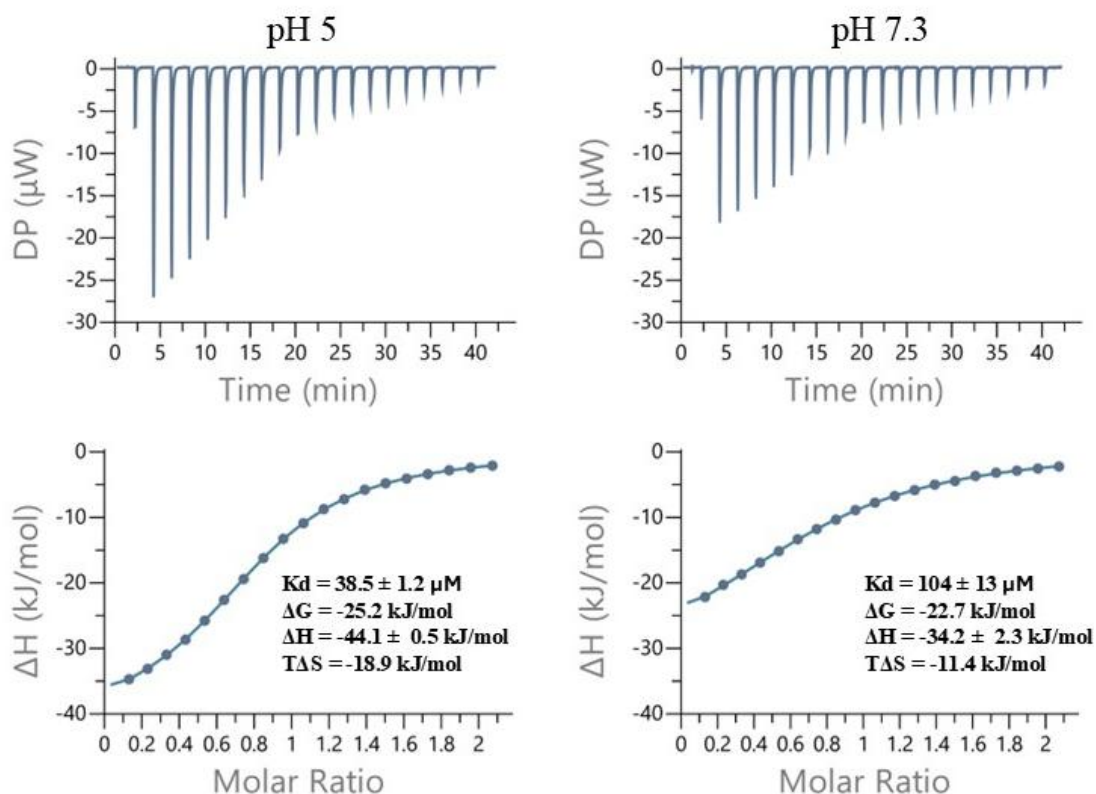 pH 5
0
-5
-10
-15
-20
-25
-30
DP (µW)
0 5 10 15 20 25 30 35 40
Time (min)
pH 7.3
0
-5
-10
-15
-20
-25
-30
DP (µW)
0 5 10 15 20 25 30 35 40
Time (min)
0
-10
-20
-30
-40
ΔH (kJ/mol)
Kd = 38.5 ± 1.2 µM
ΔG = -25.2 kJ/mol
ΔH = -44.1 ± 0.5 kJ/mol
TΔS = -18.9 kJ/mol
0 0.2 0.4 0.6 0.8 1 1.2 1.4 1.6 1.8 2
Molar Ratio
0
-10
-20
-30
-40
ΔH (kJ/mol)
Kd = 104 ± 13 µM
ΔG = -22.7 kJ/mol
ΔH = -34.2 ± 2.3 kJ/mol
TΔS = -11.4 kJ/mol
0 0.2 0.4 0.6 0.8 1 1.2 1.4 1.6 1.8 2
Molar Ratio